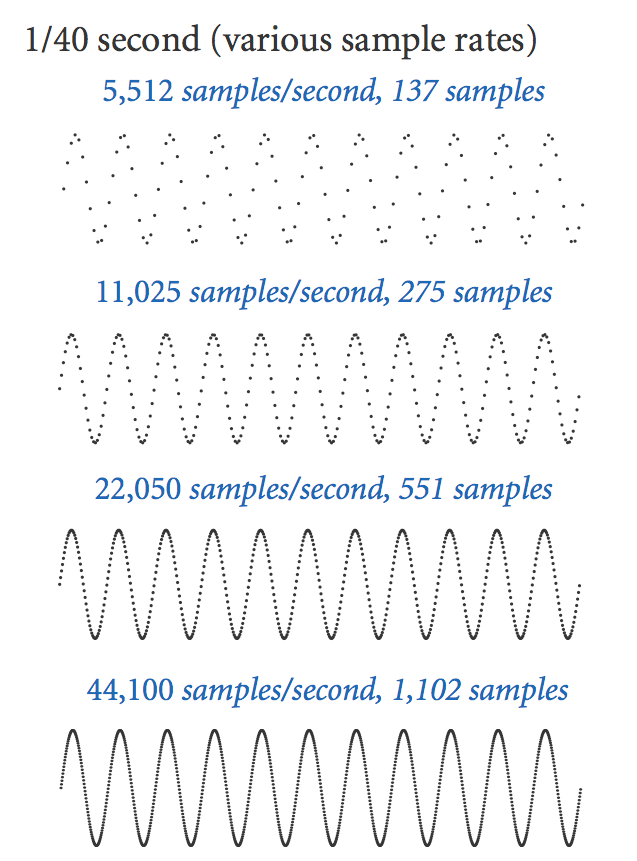 1/40 second (various sample rates)
5,512 samples/second, 137 samples
11,025 samples/second, 275 samples
22,050 samples/second, 551 samples
44,100 samples/second, 1,102 samples